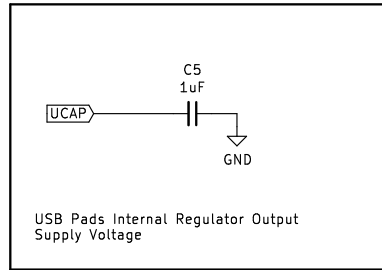 C5
1uF
UCAP
GND
USB Pads Internal Regulator Output
Supply Voltage